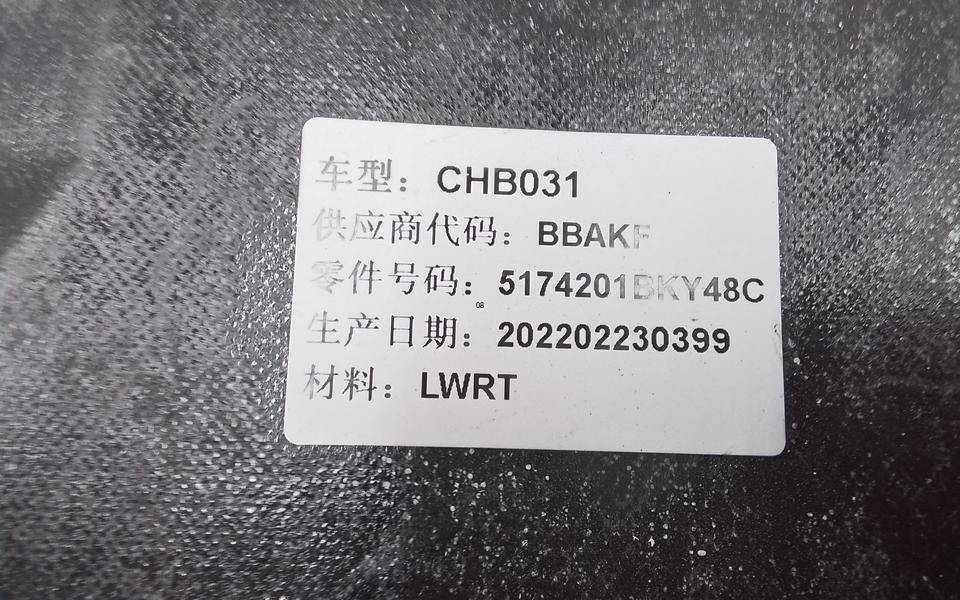 车型：CHB031
供应商代码：BBAKF
零件号码：5174201BKY48C
08
生产日期：202202230399
材料：LWRT